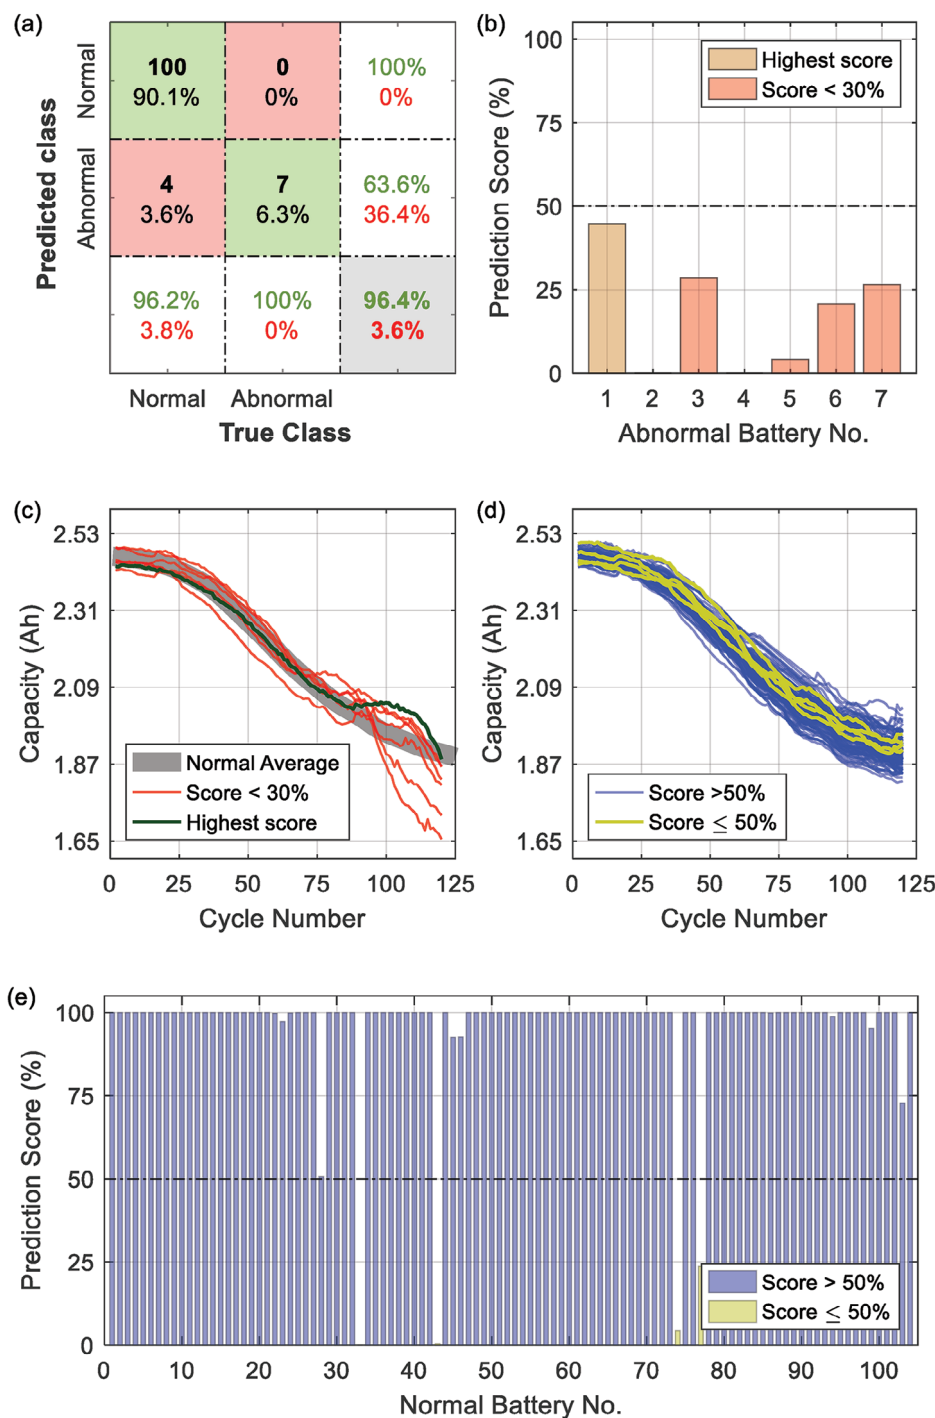 (a)
Predicted class
Normal
Abnormal
100
90.1%
0
0%
100%
0%
4
3.6%
7
6.3%
63.6%
36.4%
96.2%
3.8%
100%
0%
96.4%
3.6%
Normal
Abnormal
True Class
(b)
Prediction Score (%)
100
75
50
25
0
Highest score
Score < 30%
1 2 3 4 5 6 7
Abnormal Battery No.
(c)
Capacity (Ah)
2.53
2.31
2.09
1.87
1.65
Normal Average
Score < 30%
Highest score
0 25 50 75 100 125
Cycle Number
(d)
Capacity (Ah)
2.53
2.31
2.09
1.87
1.65
Score >50%
Score ≤ 50%
0 25 50 75 100 125
Cycle Number
(e)
Prediction Score (%)
100
75
50
25
0
Score > 50%
Score ≤ 50%
0 10 20 30 40 50 60 70 80 90 100
Normal Battery No.